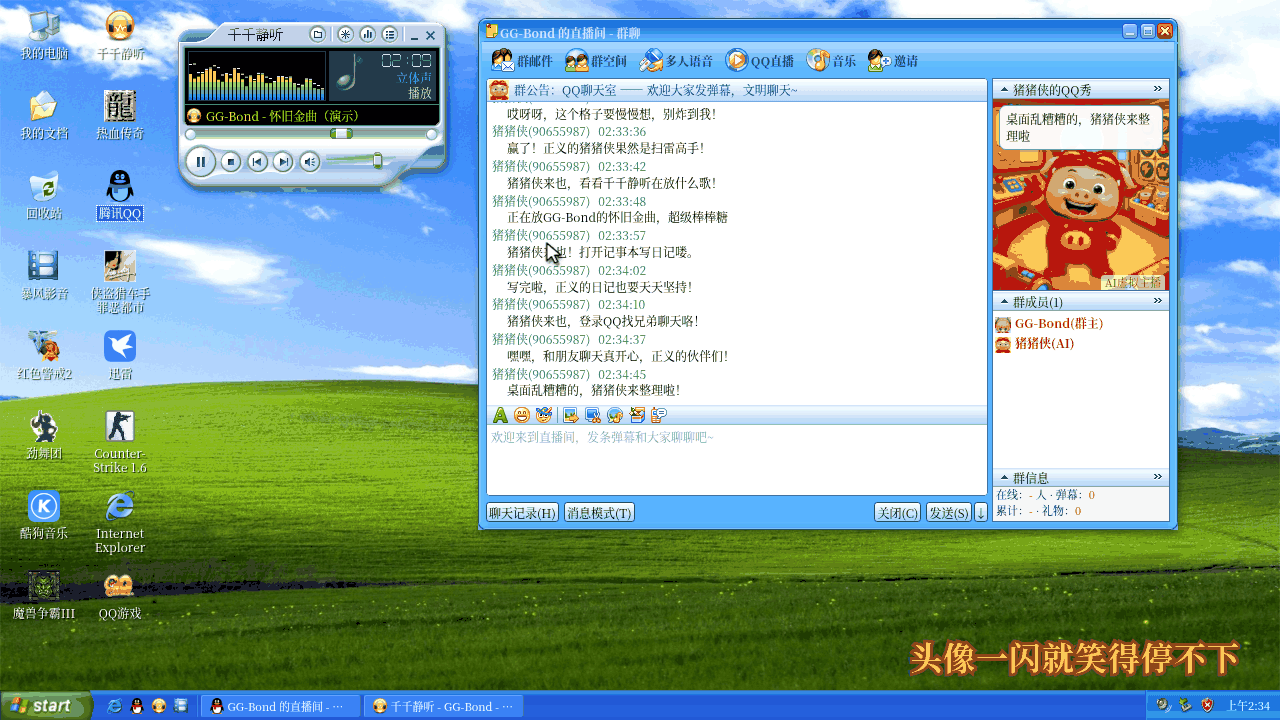 我的电脑
千千静听
我的文档
热血传奇
回收站
腾讯QQ
暴风影音
侠盗猎车手
罪恶都市
红色警戒2
迅雷
劲舞团
Counter-
Strike 1.6
酷狗音乐
Internet
Explorer
魔兽争霸III
QQ游戏
千千静听
02:09
立体声
播放
GG-Bond - 怀旧金曲（演示）
GG-Bond 的直播间 - 群聊
群邮件
群空间
多人语音
QQ直播
音乐
邀请
群公告: QQ聊天室 —— 欢迎大家发弹幕，文明聊天~
哎呀呀，这个格子要慢慢想，别炸到我！
猪猪侠(90655987) 02:33:36
赢了！正义的猪猪侠果然是扫雷高手！
猪猪侠(90655987) 02:33:42
猪猪侠来也，看看千千静听在放什么歌！
猪猪侠(90655987) 02:33:48
正在放GG-Bond的怀旧金曲，超级棒棒糖
猪猪侠(90655987) 02:33:57
猪猪侠来也！打开记事本写日记喽。
猪猪侠(90655987) 02:34:02
写完啦，正义的日记也要天天坚持！
猪猪侠(90655987) 02:34:10
猪猪侠来也，登录QQ找兄弟聊天咯！
猪猪侠(90655987) 02:34:37
嘿嘿，和朋友聊天真开心，正义的伙伴们！
猪猪侠(90655987) 02:34:45
桌面乱糟糟的，猪猪侠来整理啦！
欢迎来到直播间，发条弹幕和大家聊聊吧~
聊天记录(H)
消息模式(T)
关闭(C)
发送(S)
↓
猪猪侠的QQ秀
桌面乱糟糟的，猪猪侠来整
理啦
AI虚拟主播
群成员(1)
GG-Bond(群主)
猪猪侠(AI)
群信息
在线: - 人 · 弹幕: 0
累计: - · 礼物: 0
头像一闪就笑得停不下
start
GG-Bond 的直播间 - ···
千千静听 - GG-Bond - ···
上午2:34